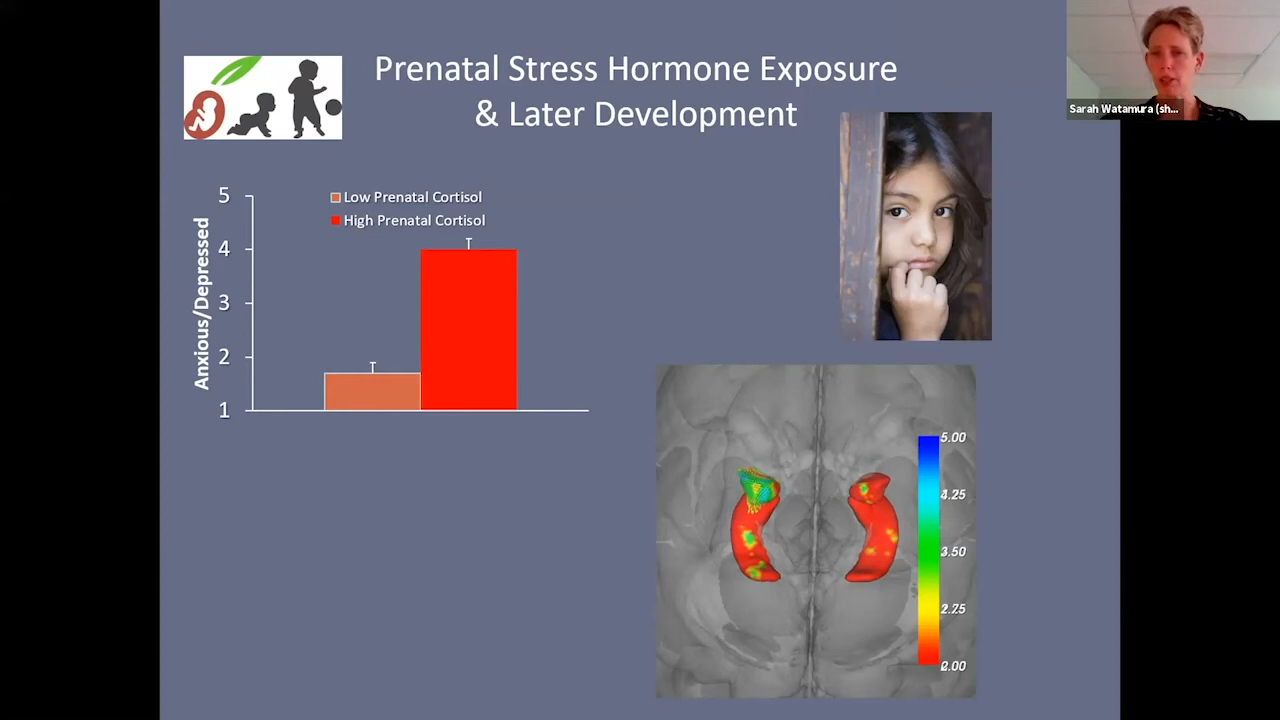 Prenatal Stress Hormone Exposure
& Later Development
Sarah Watamura (sh...
Low Prenatal Cortisol
High Prenatal Cortisol
Anxious/Depressed
5
4
3
2
1
5.00
4.25
3.50
2.75
2.00